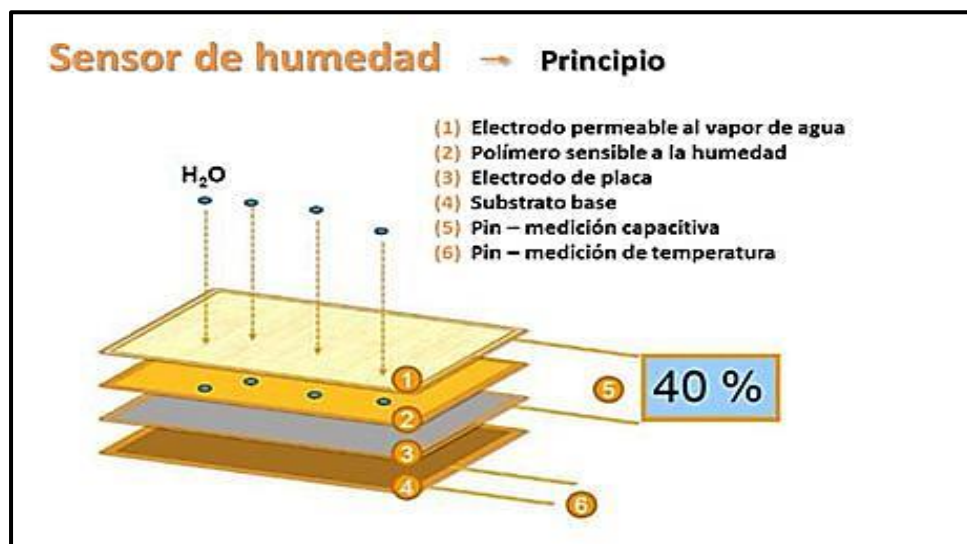 Sensor de humedad → Principio
(1) Electrodo permeable al vapor de agua
(2) Polímero sensible a la humedad
(3) Electrodo de placa
(4) Substrato base
(5) Pin – medición capacitiva
(6) Pin – medición de temperatura
H₂O
1
5
40 %
2
3
4
6